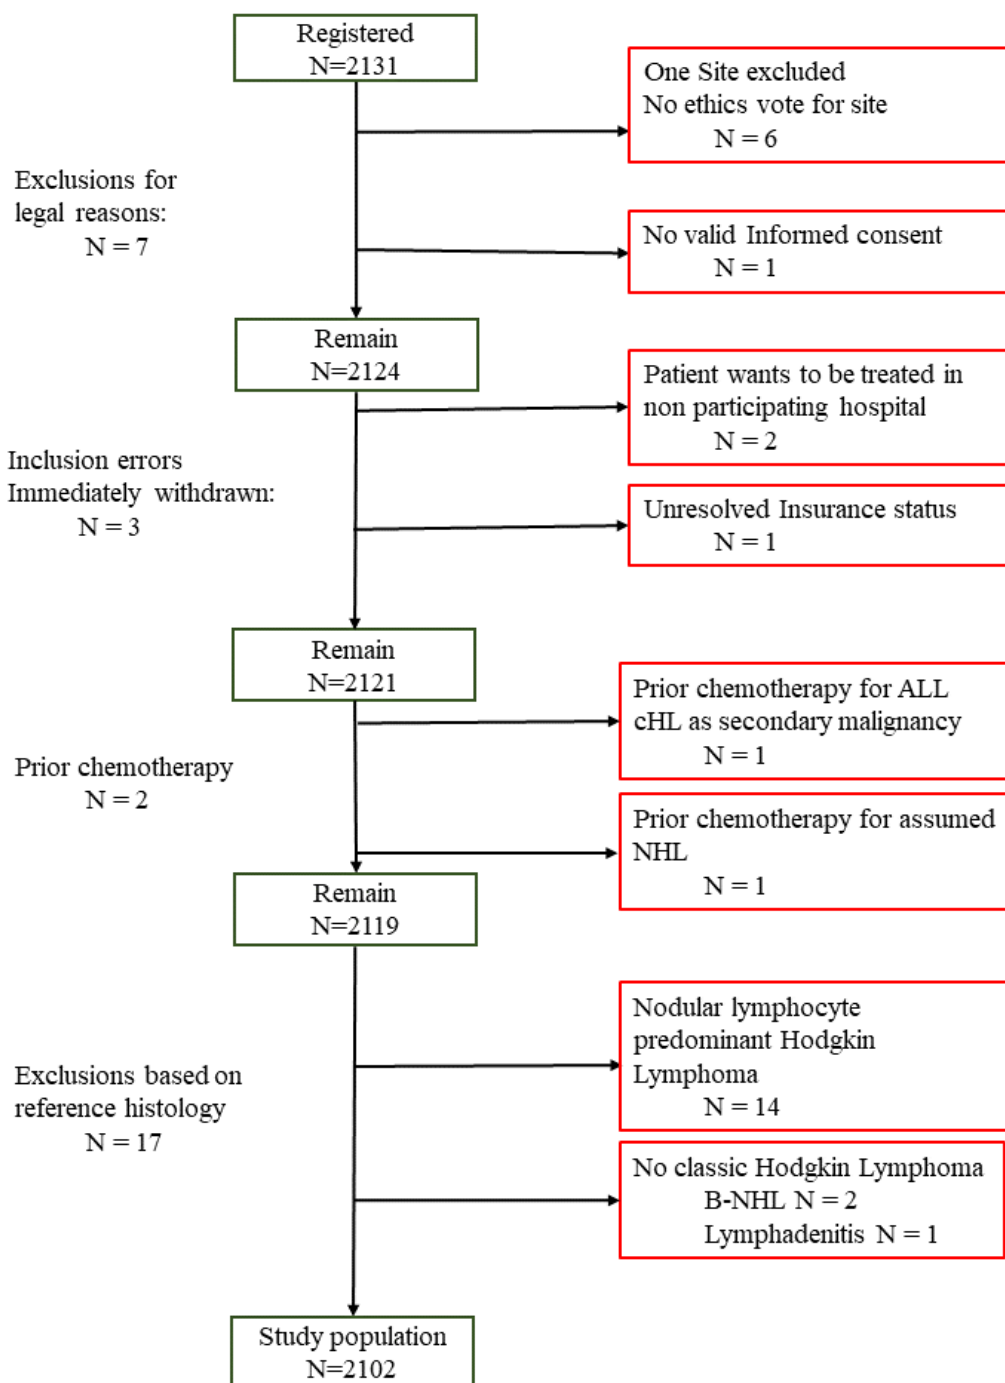 Registered
N=2131
One Site excluded
No ethics vote for site
N = 6
Exclusions for
legal reasons:
N = 7
No valid Informed consent
N = 1
Remain
N=2124
Patient wants to be treated in
non participating hospital
N = 2
Inclusion errors
Immediately withdrawn:
N = 3
Unresolved Insurance status
N = 1
Remain
N=2121
Prior chemotherapy for ALL
cHL as secondary malignancy
N = 1
Prior chemotherapy
N = 2
Prior chemotherapy for assumed
NHL
N = 1
Remain
N=2119
Nodular lymphocyte
predominant Hodgkin
Lymphoma
N = 14
Exclusions based on
reference histology
N = 17
No classic Hodgkin Lymphoma
B-NHL N = 2
Lymphadenitis N = 1
Study population
N=2102